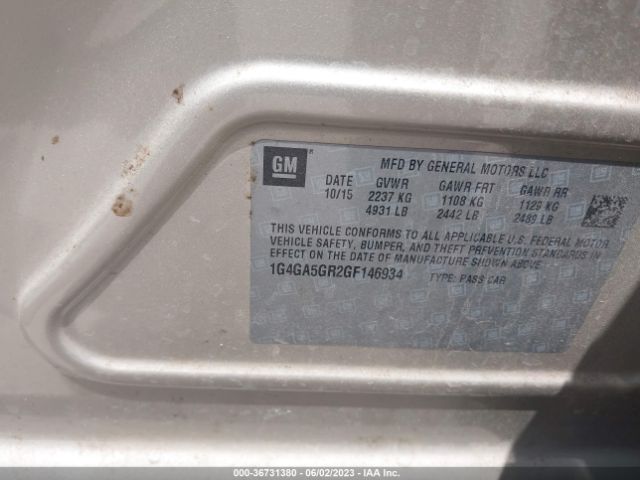 GM ®
MFD BY GENERAL MOTORS LLC
DATE GVWR GAWR FRT GAWR RR
10/15 2237 KG 1108 KG 1129 KG
4931 LB 2442 LB 2489 LB
THIS VEHICLE CONFORMS TO ALL APPLICABLE U.S. FEDERAL MOTOR
VEHICLE SAFETY, BUMPER, AND THEFT PREVENTION STANDARDS IN
EFFECT ON THE DATE OF MANUFACTURE SHOWN ABOVE.
1G4GA5GR2GF146934 TYPE: PASS CAR
000-36731380 - 06/02/2023 - IAA Inc.